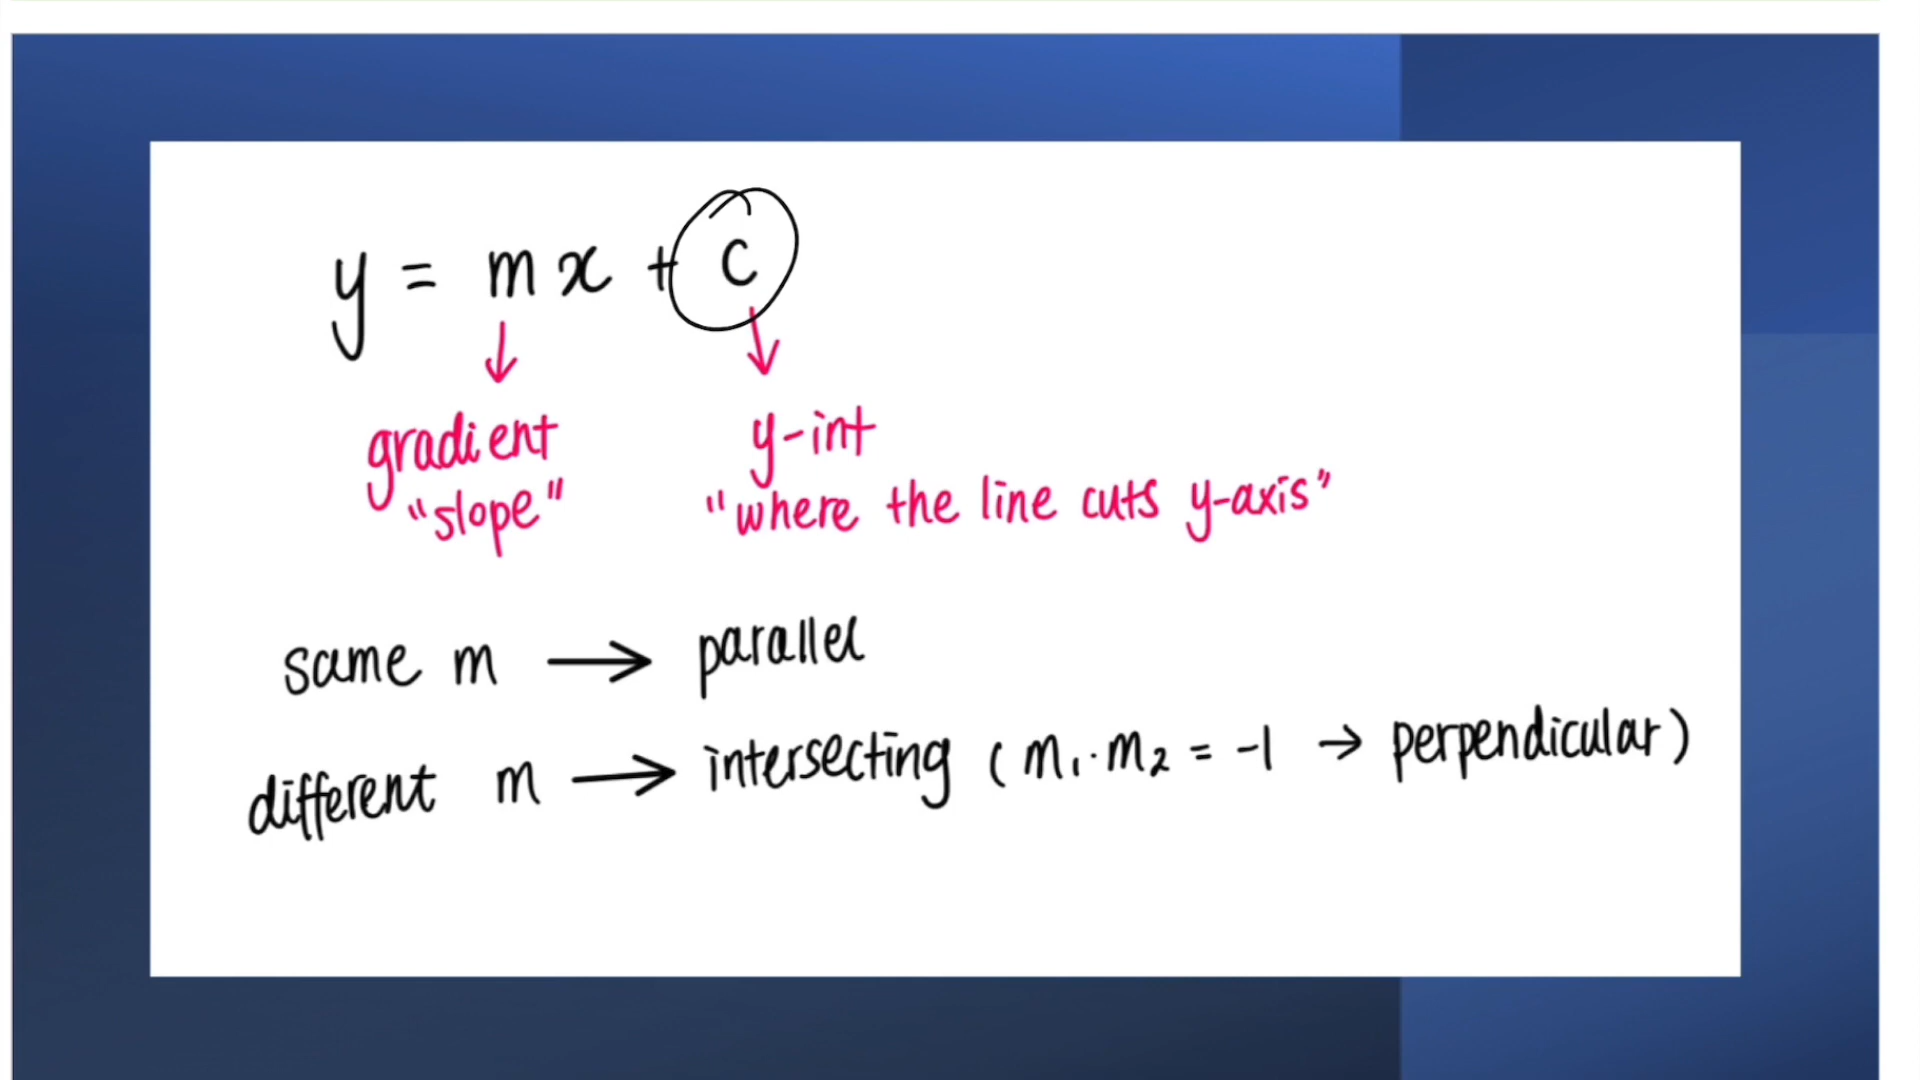 y = mx + c
gradient y-int
"slope" "where the line cuts y-axis"
same m → parallel
different m → intersecting (m₁·m₂ = -1 → perpendicular)